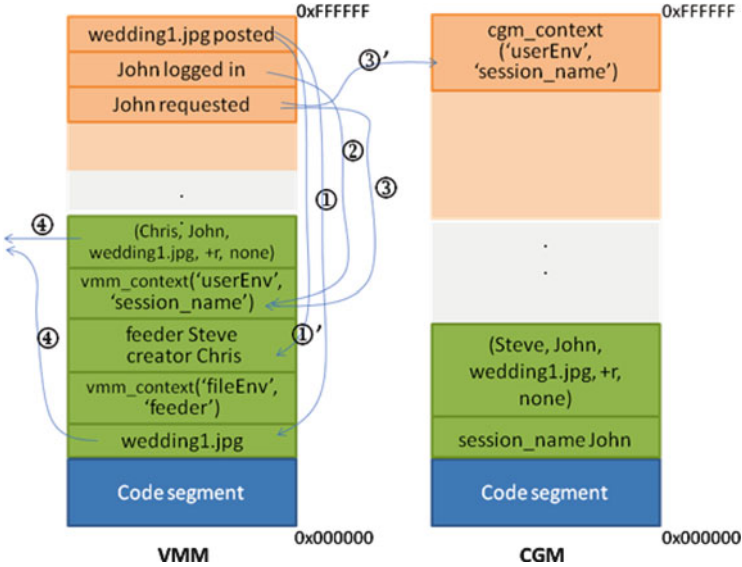 0xFFFFFF
wedding1.jpg posted
John logged in
John requested
③'
②
①
③
④
(Chris, John,
wedding1.jpg, +r, none)
vmm_context('userEnv',
'session_name')
④
①'
feeder Steve
creator Chris
vmm_context('fileEnv',
'feeder')
wedding1.jpg
Code segment
0x000000
VMM
0xFFFFFF
cgm_context
('userEnv',
'session_name')
(Steve, John,
wedding1.jpg, +r,
none)
session_name John
Code segment
0x000000
CGM